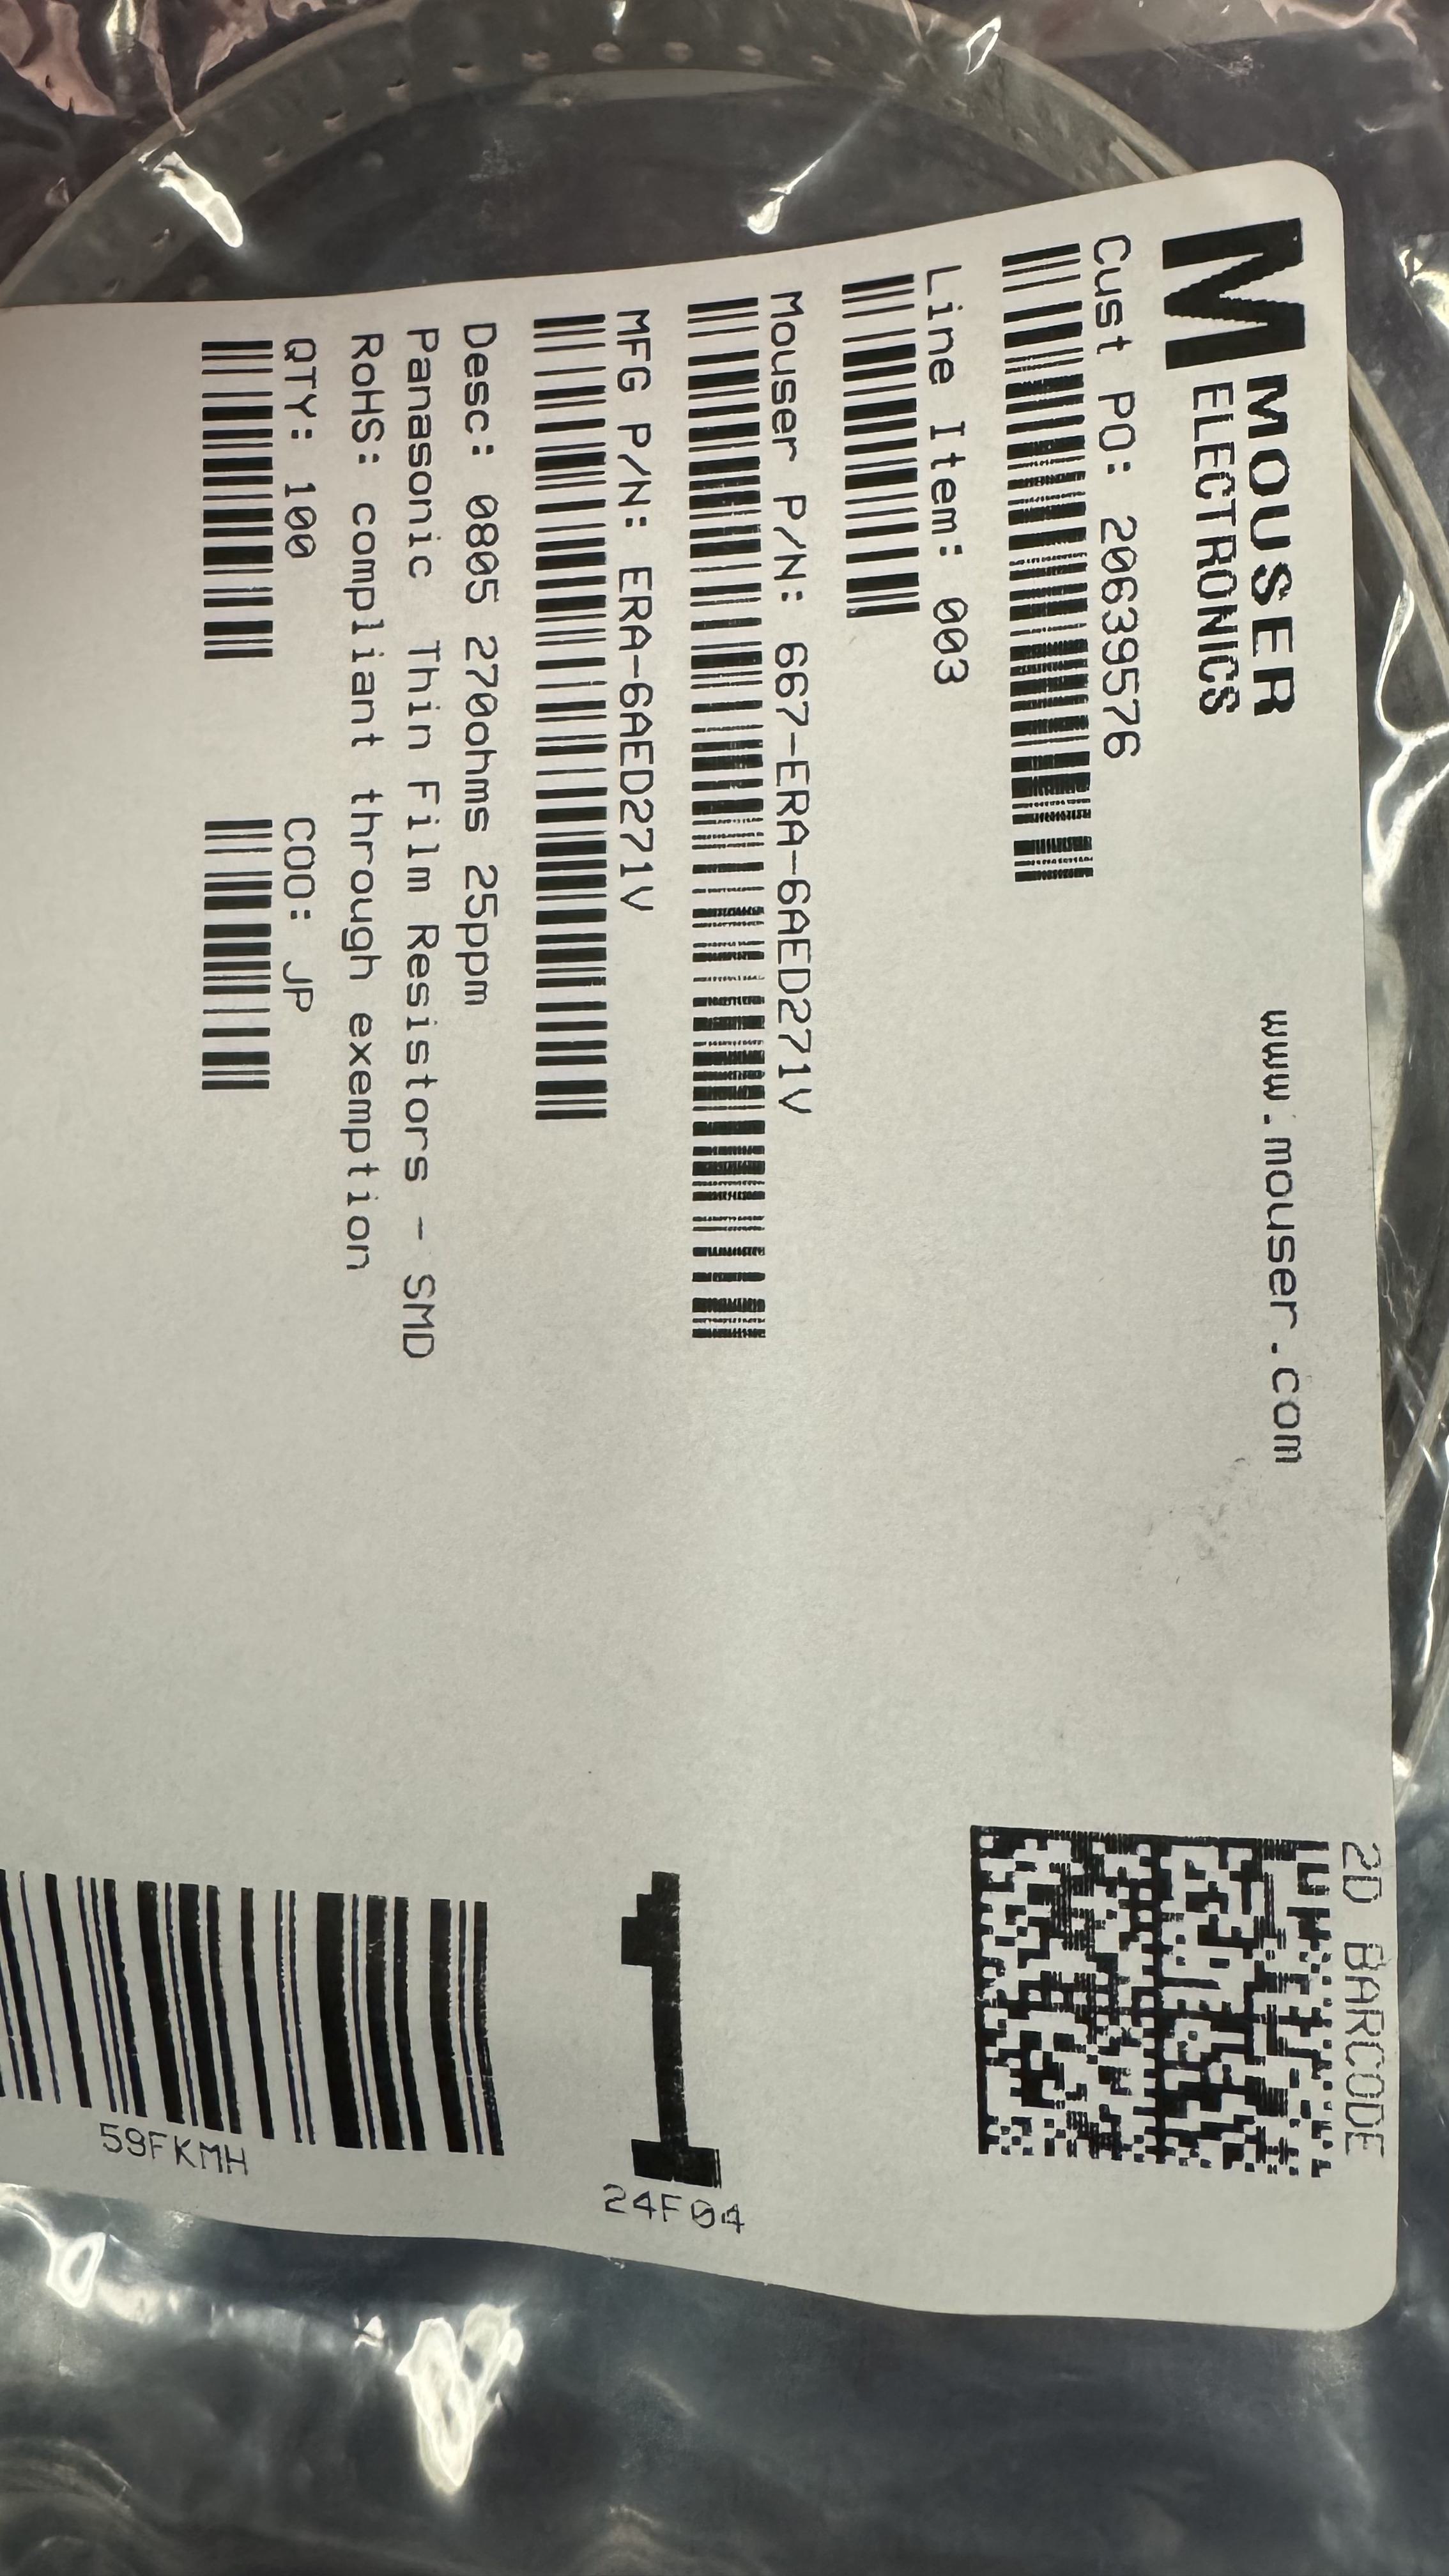 M MOUSER
ELECTRONICS
www.mouser.com
2D BARCODE
Cust PO: 20639576
Line Item: 003
Mouser P/N: 667-ERA-6AED271V
MFG P/N: ERA-6AED271V
Desc: 0805 270ohms 25ppm
Panasonic Thin Film Resistors - SMD
RoHS: compliant through exemption
QTY: 100
COO: JP
1
24F04
59FKMH